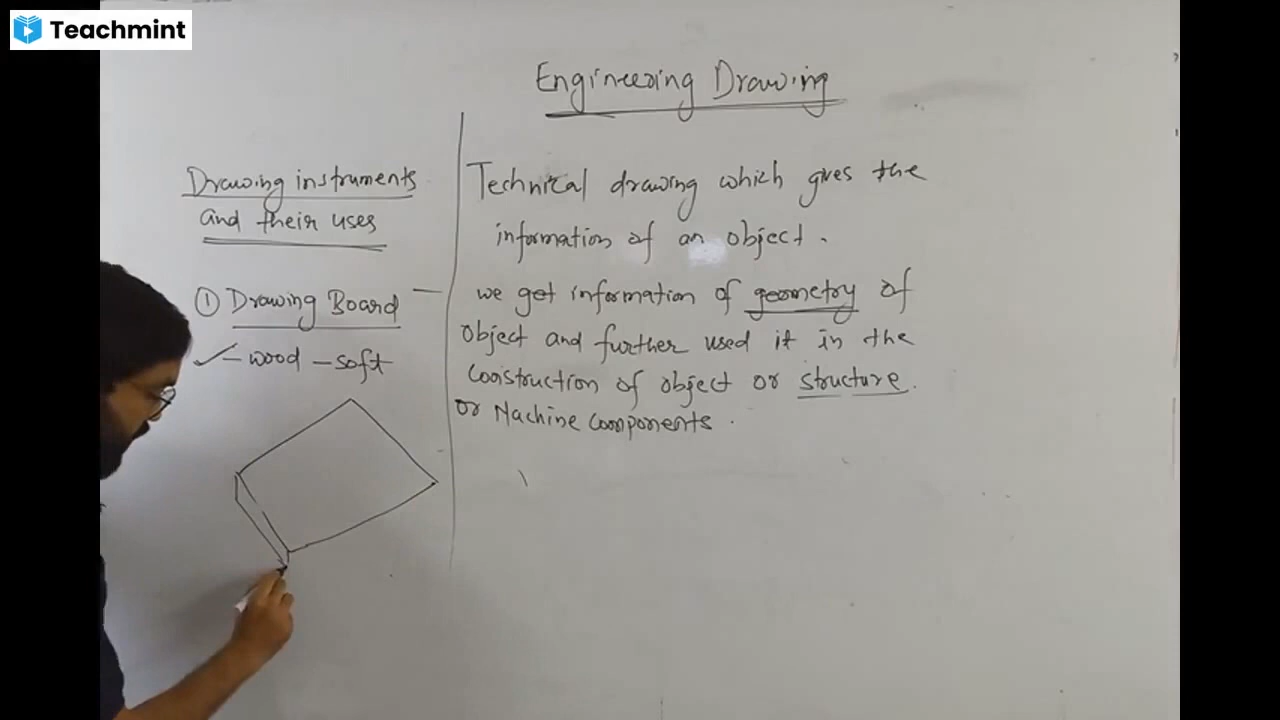 Teachmint
Engineering Drawing
Drawing instruments
and their uses
① Drawing Board —
✓ – wood – soft
Technical drawing which gives the
information of an object.
we get information of geometry of
object and further used it in the
construction of object or structure.
or Machine components.